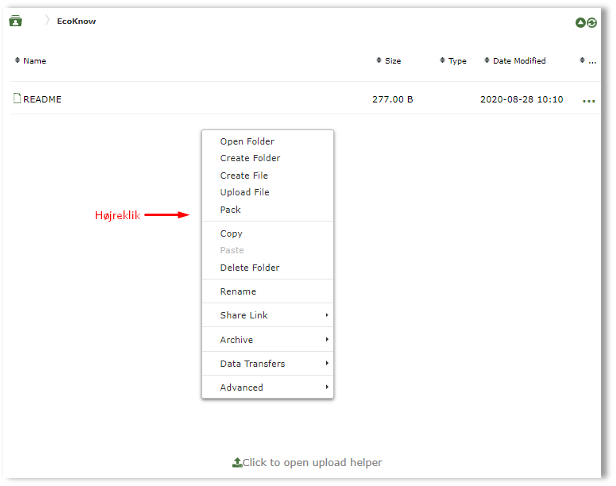 EcoKnow
Name Size Type Date Modified ...
README 277.00 B 2020-08-28 10:10 ...
Open Folder
Create Folder
Create File
Upload File
Pack
Højreklik
Copy
Paste
Delete Folder
Rename
Share Link
Archive
Data Transfers
Advanced
Click to open upload helper